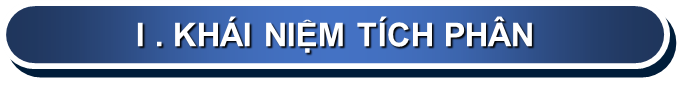 I . KHÁI NIỆM TÍCH PHÂN